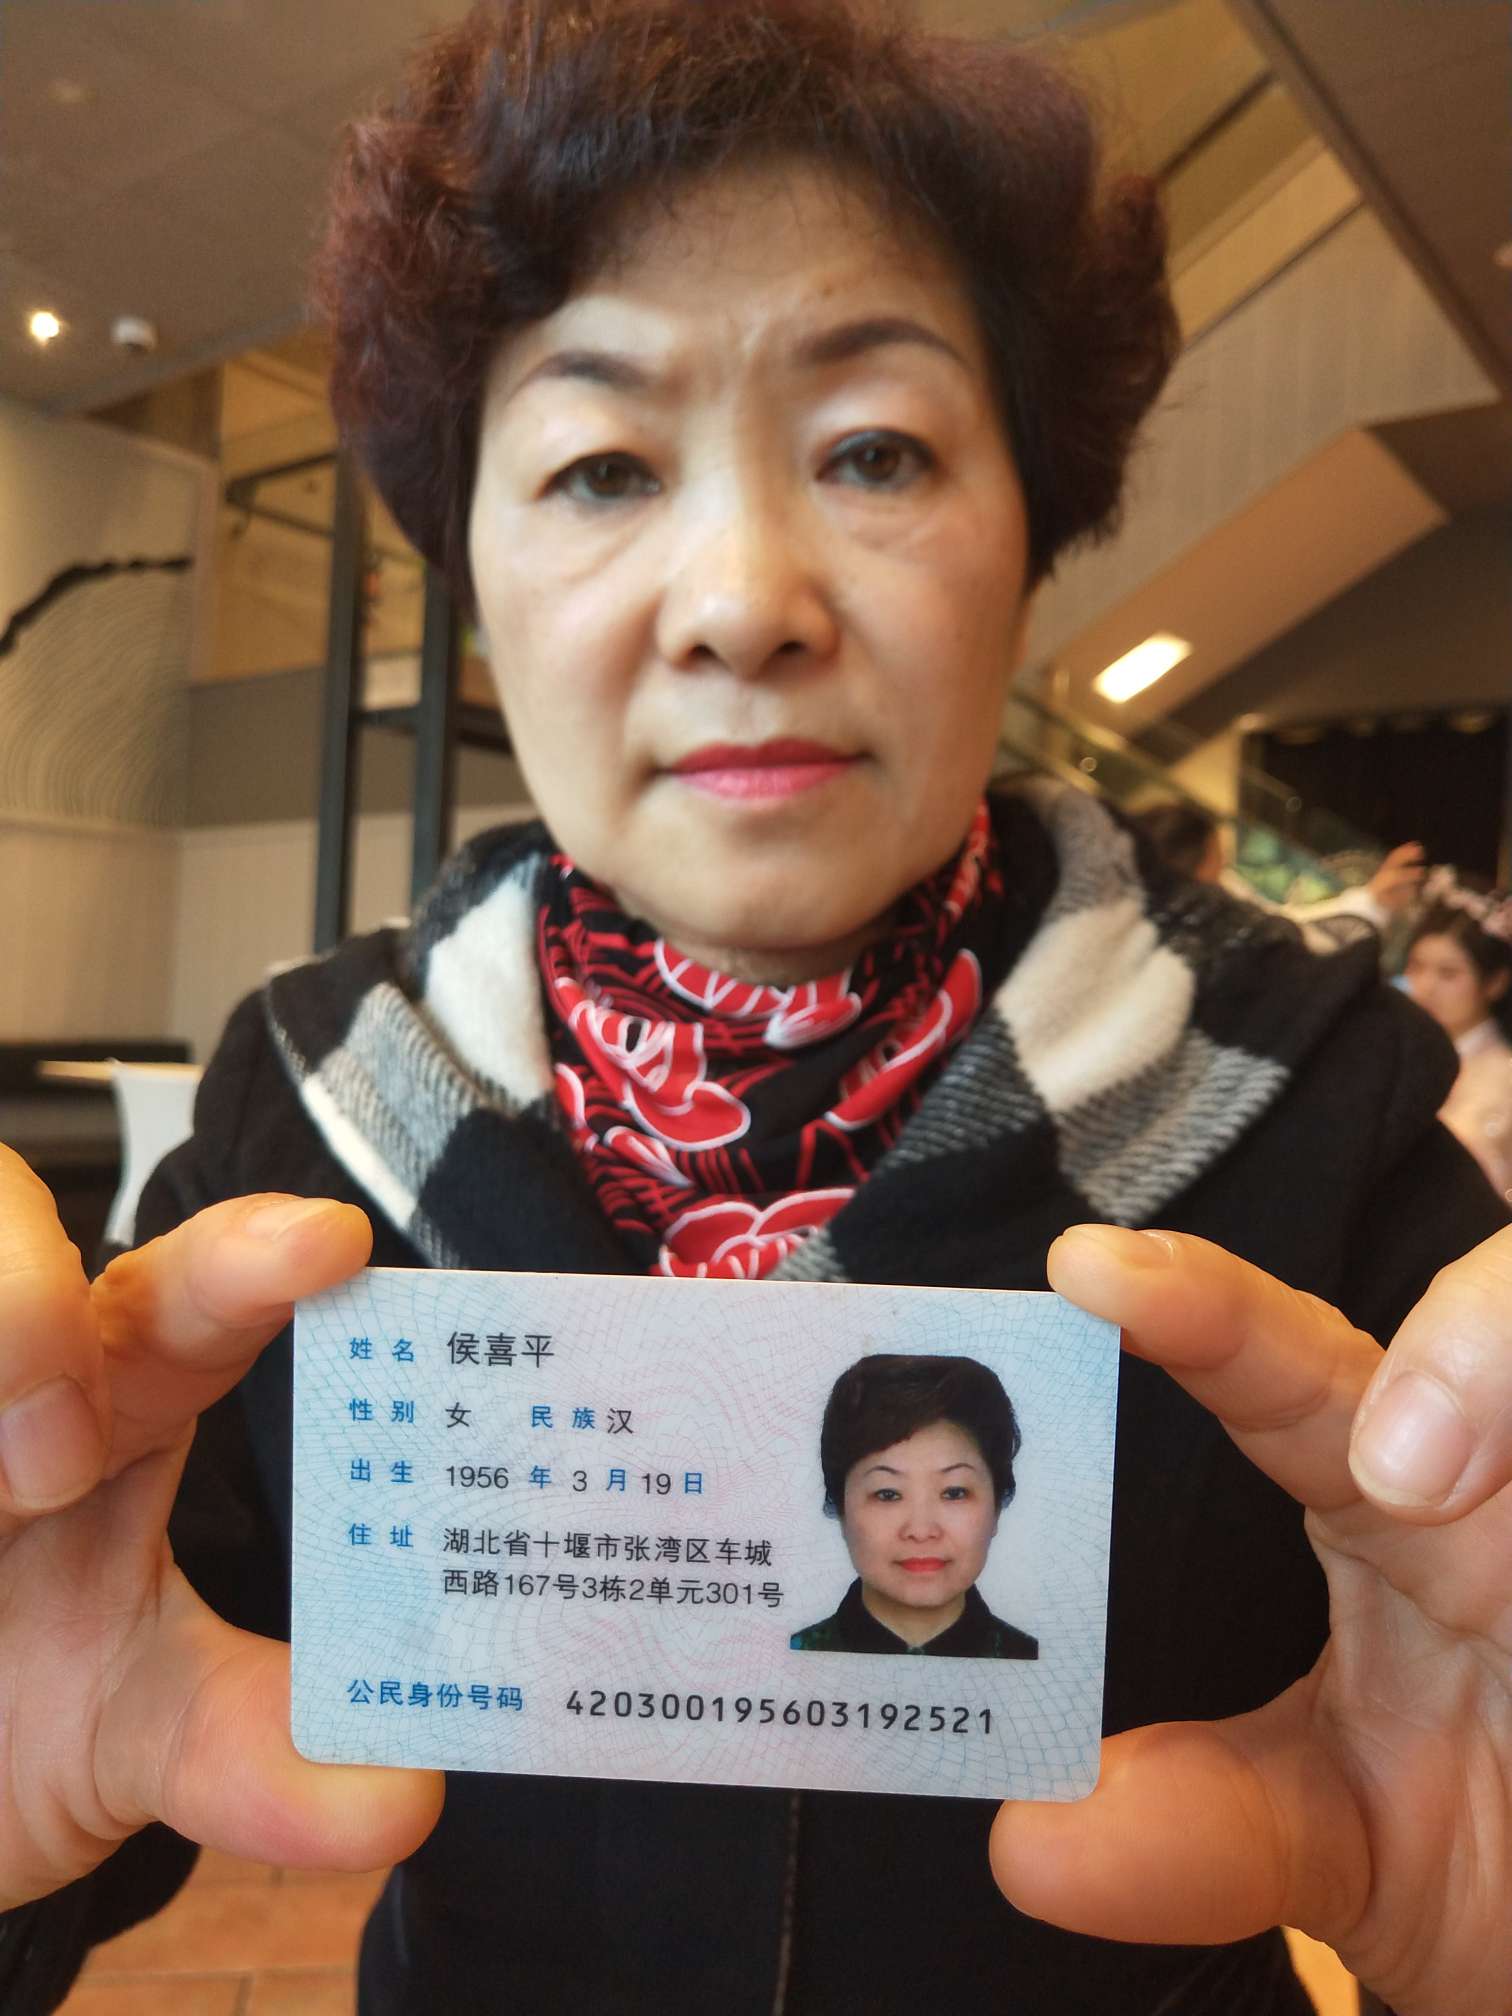 姓名 侯喜平
性别 女 民族 汉
出生 1956 年 3 月 19 日
住址 湖北省十堰市张湾区车城
西路167号3栋2单元301号
公民身份号码 420300195603192521